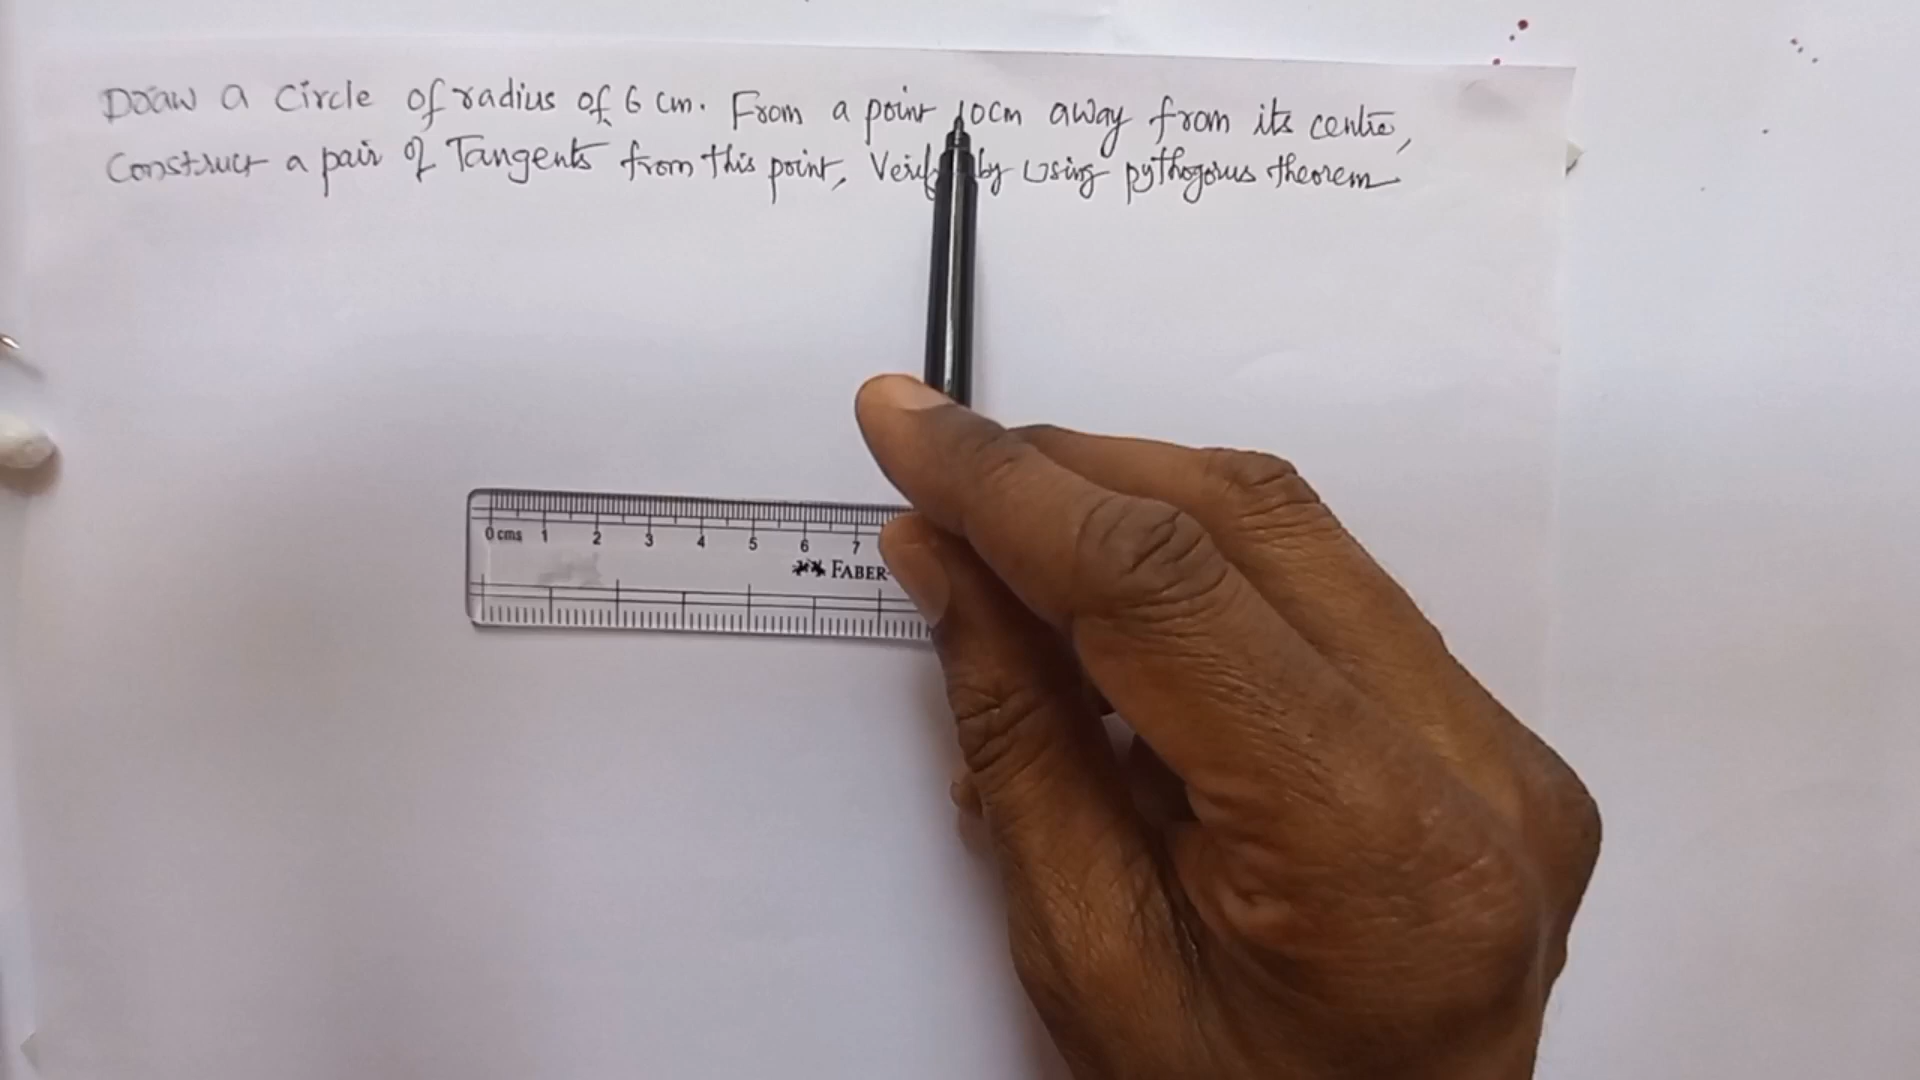 Draw a Circle of radius of 6 cm. From a point 10cm away from its centre,
Construct a pair of Tangents from this point, by Using pythogorus theorem
0 cms 1 2 3 4 5 6 7
FABER-